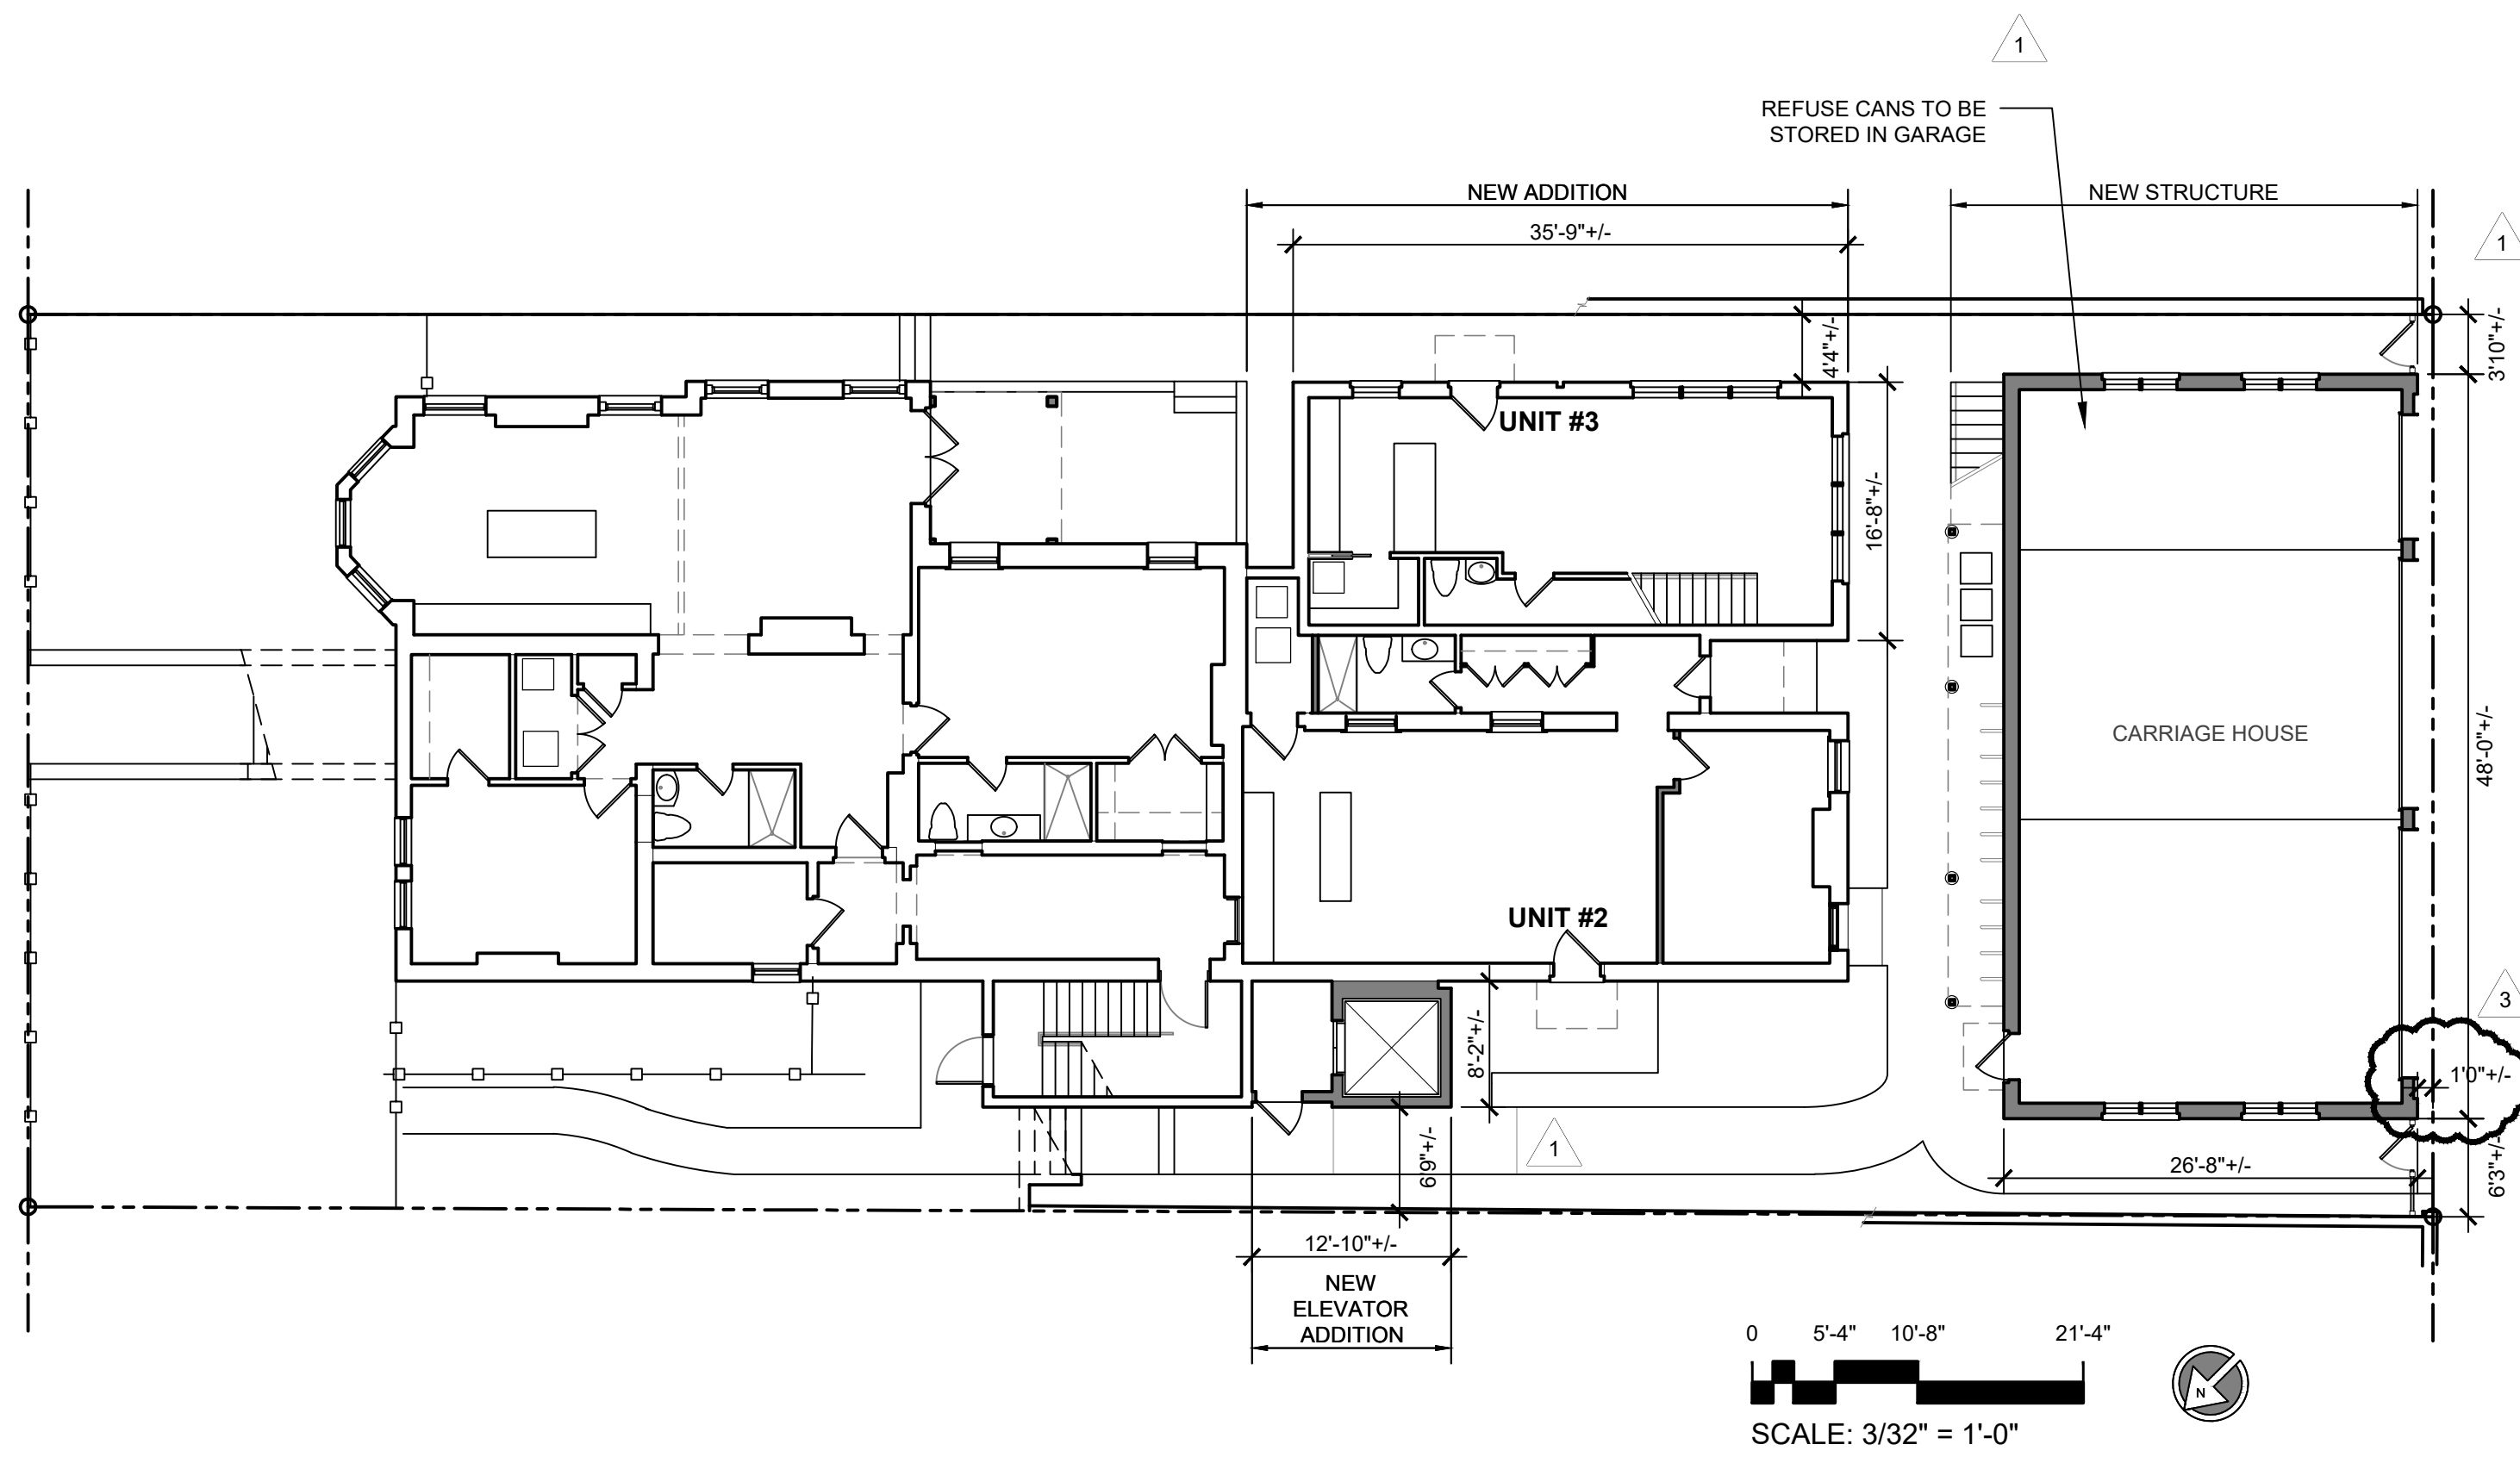 1
REFUSE CANS TO BE
STORED IN GARAGE
NEW ADDITION
NEW STRUCTURE
35'-9"+/-
1
4'4"+/-
3'10"+/-
UNIT #3
16'-8"+/-
CARRIAGE HOUSE
48'-0"+/-
UNIT #2
3
8'-2"+/-
1'0"+/-
1
6'9"+/-
26'-8"+/-
6'3"+/-
12'-10"+/-
NEW
ELEVATOR
ADDITION
0 5'-4" 10'-8" 21'-4"
N
SCALE: 3/32" = 1'-0"